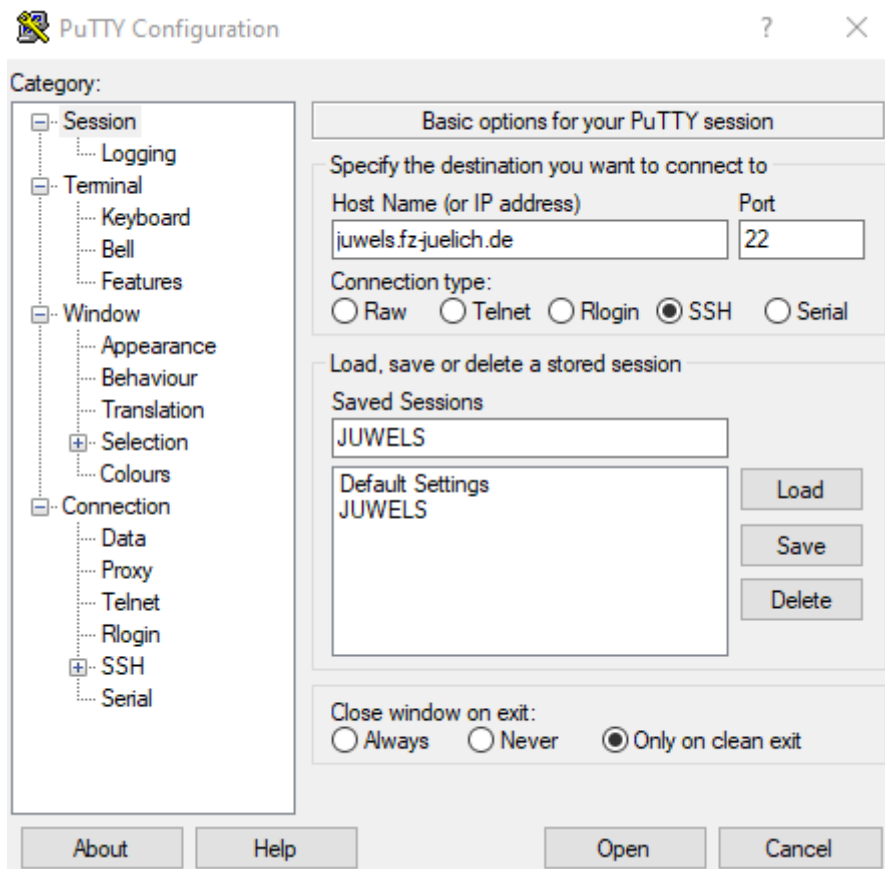 PuTTY Configuration
?
Category:
Session
Logging
Terminal
Keyboard
Bell
Features
Window
Appearance
Behaviour
Translation
Selection
Colours
Connection
Data
Proxy
Telnet
Rlogin
SSH
Serial
Basic options for your PuTTY session
Specify the destination you want to connect to
Host Name (or IP address) Port
juwels.fz-juelich.de 22
Connection type:
Raw Telnet Rlogin SSH Serial
Load, save or delete a stored session
Saved Sessions
JUWELS
Default Settings
JUWELS
Load
Save
Delete
Close window on exit:
Always Never Only on clean exit
About Help Open Cancel